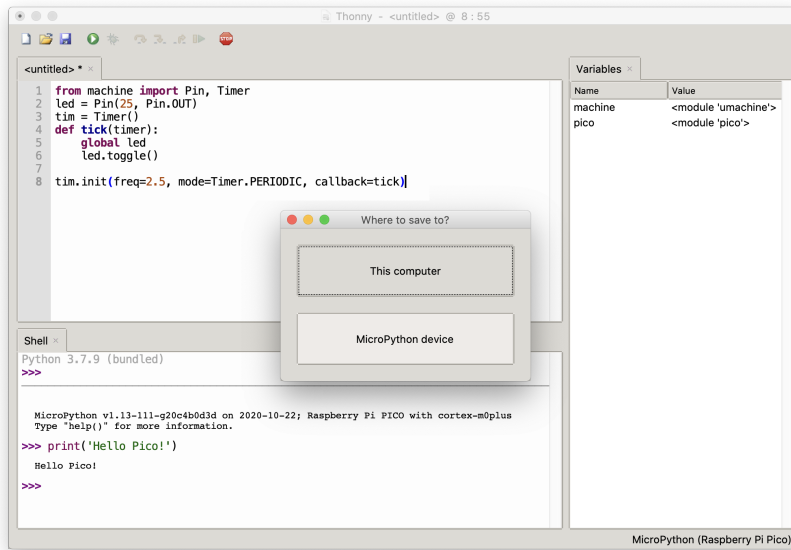 Thonny - <untitled> @ 8:55
STOP
<untitled> *
1 from machine import Pin, Timer
2 led = Pin(25, Pin.OUT)
3 tim = Timer()
4 def tick(timer):
5     global led
6     led.toggle()
7
8 tim.init(freq=2.5, mode=Timer.PERIODIC, callback=tick)
Variables
Name Value
machine <module 'umachine'>
pico <module 'pico'>
Where to save to?
This computer
MicroPython device
Shell
Python 3.7.9 (bundled)
>>>
MicroPython v1.13-111-g20c4b0d3d on 2020-10-22; Raspberry Pi PICO with cortex-m0plus
Type "help()" for more information.
>>> print('Hello Pico!')
Hello Pico!
>>>
MicroPython (Raspberry Pi Pico)